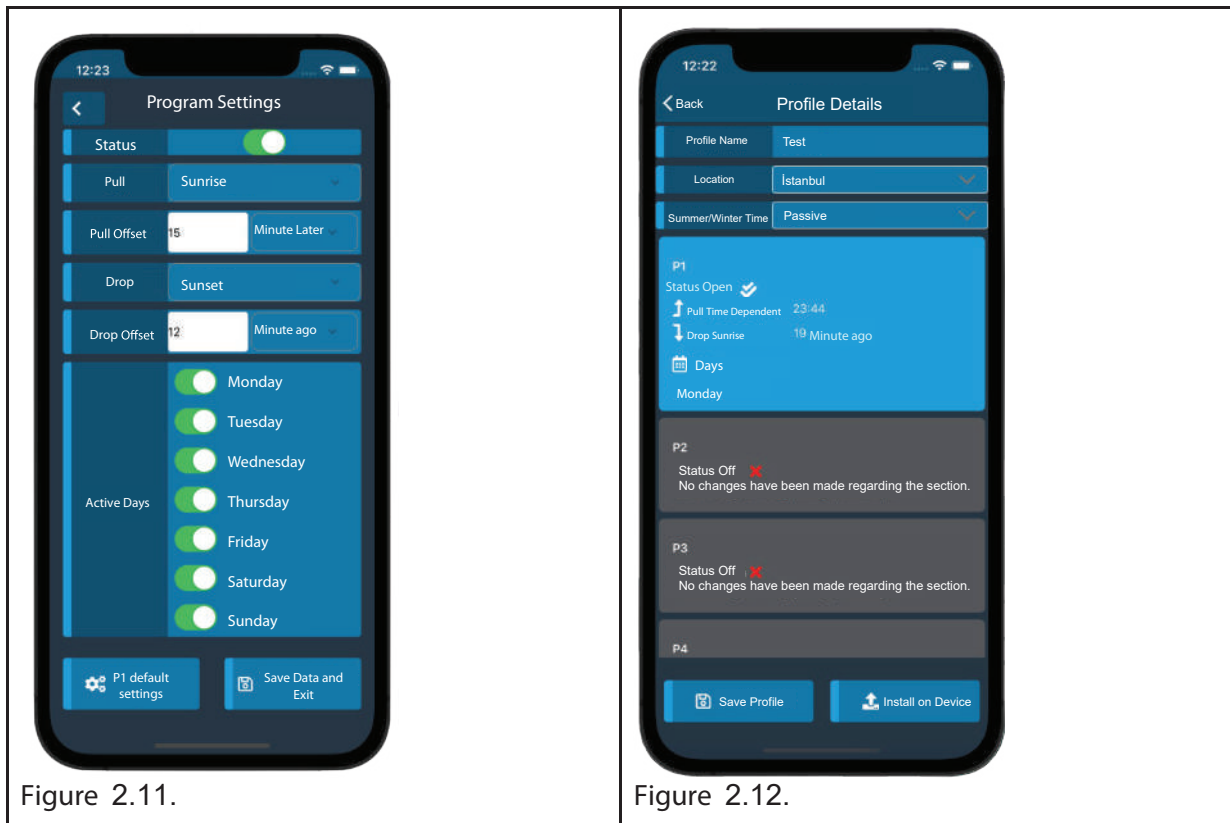 12:23
Program Settings
Status
Pull
Sunrise
Pull Offset
15
Minute Later
Drop
Sunset
Drop Offset
12
Minute ago
Active Days
Monday
Tuesday
Wednesday
Thursday
Friday
Saturday
Sunday
P1 default
settings
Save Data and
Exit
Figure 2.11.
12:22
Back
Profile Details
Profile Name
Test
Location
İstanbul
Summer/Winter Time
Passive
P1
Status Open
Pull Time Dependent 23:44
Drop Sunrise 19 Minute ago
Days
Monday
P2
Status Off
No changes have been made regarding the section.
P3
Status Off
No changes have been made regarding the section.
P4
Save Profile
Install on Device
Figure 2.12.